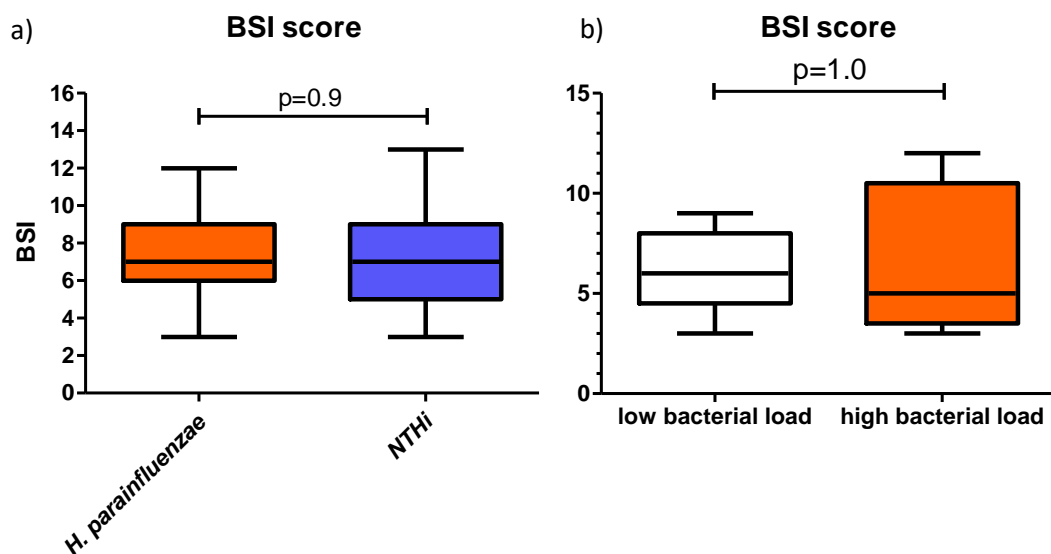 a)
BSI score
p=0.9
BSI
16
14
12
10
8
6
4
2
0
H. parainfluenzae
NTHi
b)
BSI score
p=1.0
15
10
5
0
low bacterial load
high bacterial load